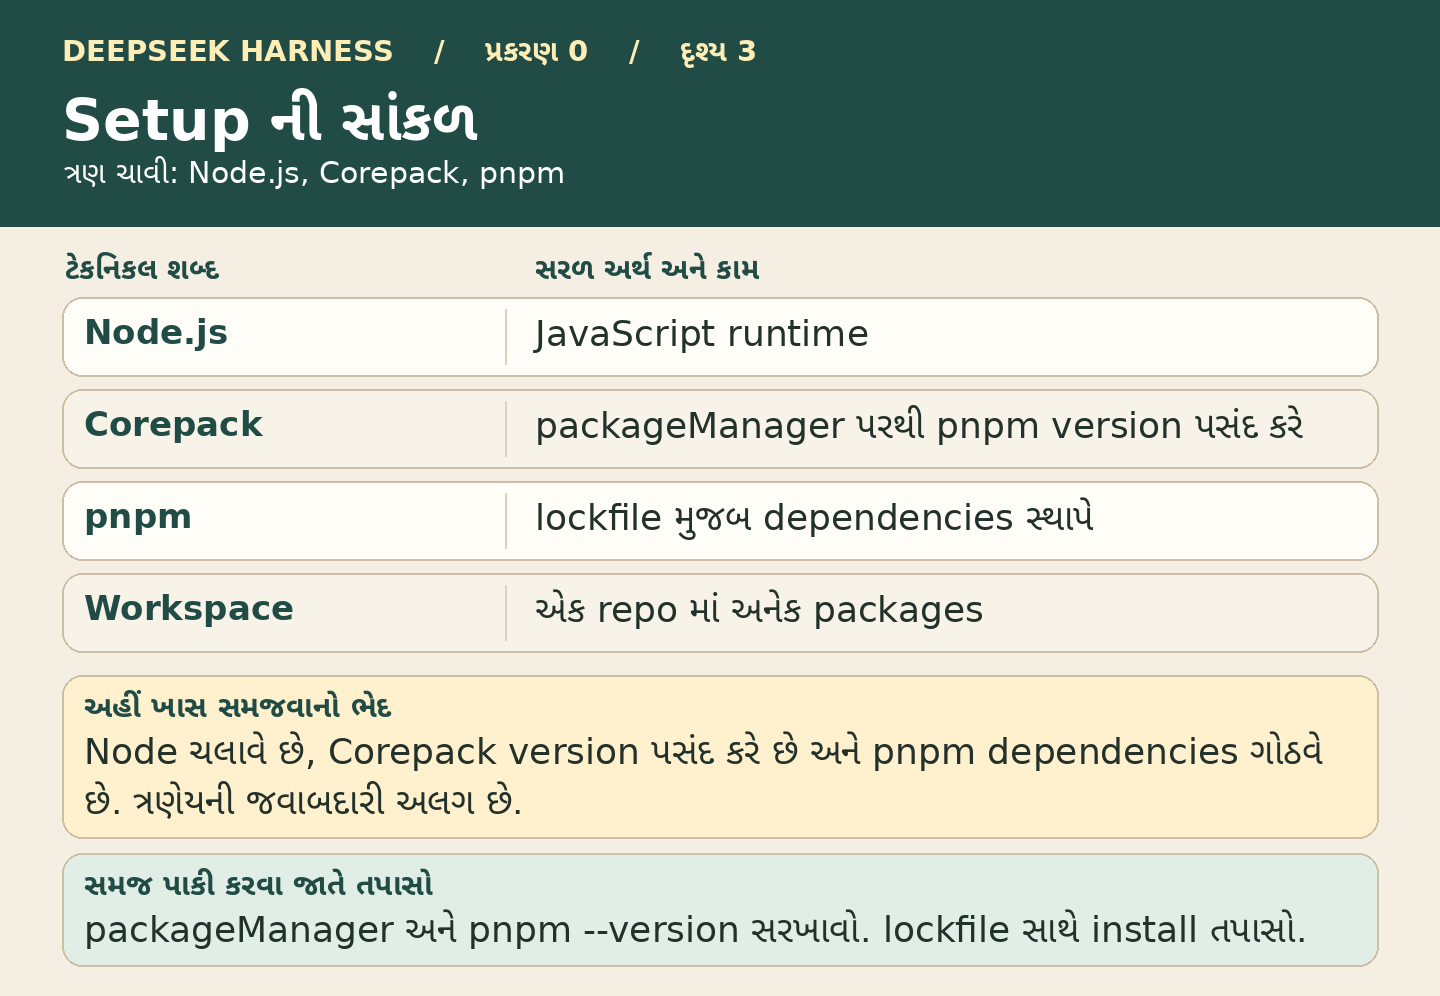 DEEPSEEK HARNESS / પ્રકરણ 0 / દૃશ્ય 3
Setup ની સાંકળ
ત્રણ ચાવી: Node.js, Corepack, pnpm
ટેકનિકલ શબ્દ સરળ અર્થ અને કામ
Node.js JavaScript runtime
Corepack packageManager પરથી pnpm version પસંદ કરે
pnpm lockfile મુજબ dependencies સ્થાપે
Workspace એક repo માં અનેક packages
અહીં ખાસ સમજવાનો ભેદ
Node ચલાવે છે, Corepack version પસંદ કરે છે અને pnpm dependencies ગોઠવે
છે. ત્રણેયની જવાબદારી અલગ છે.
સમજ પાકી કરવા જાતે તપાસો
packageManager અને pnpm --version સરખાવો. lockfile સાથે install તપાસો.